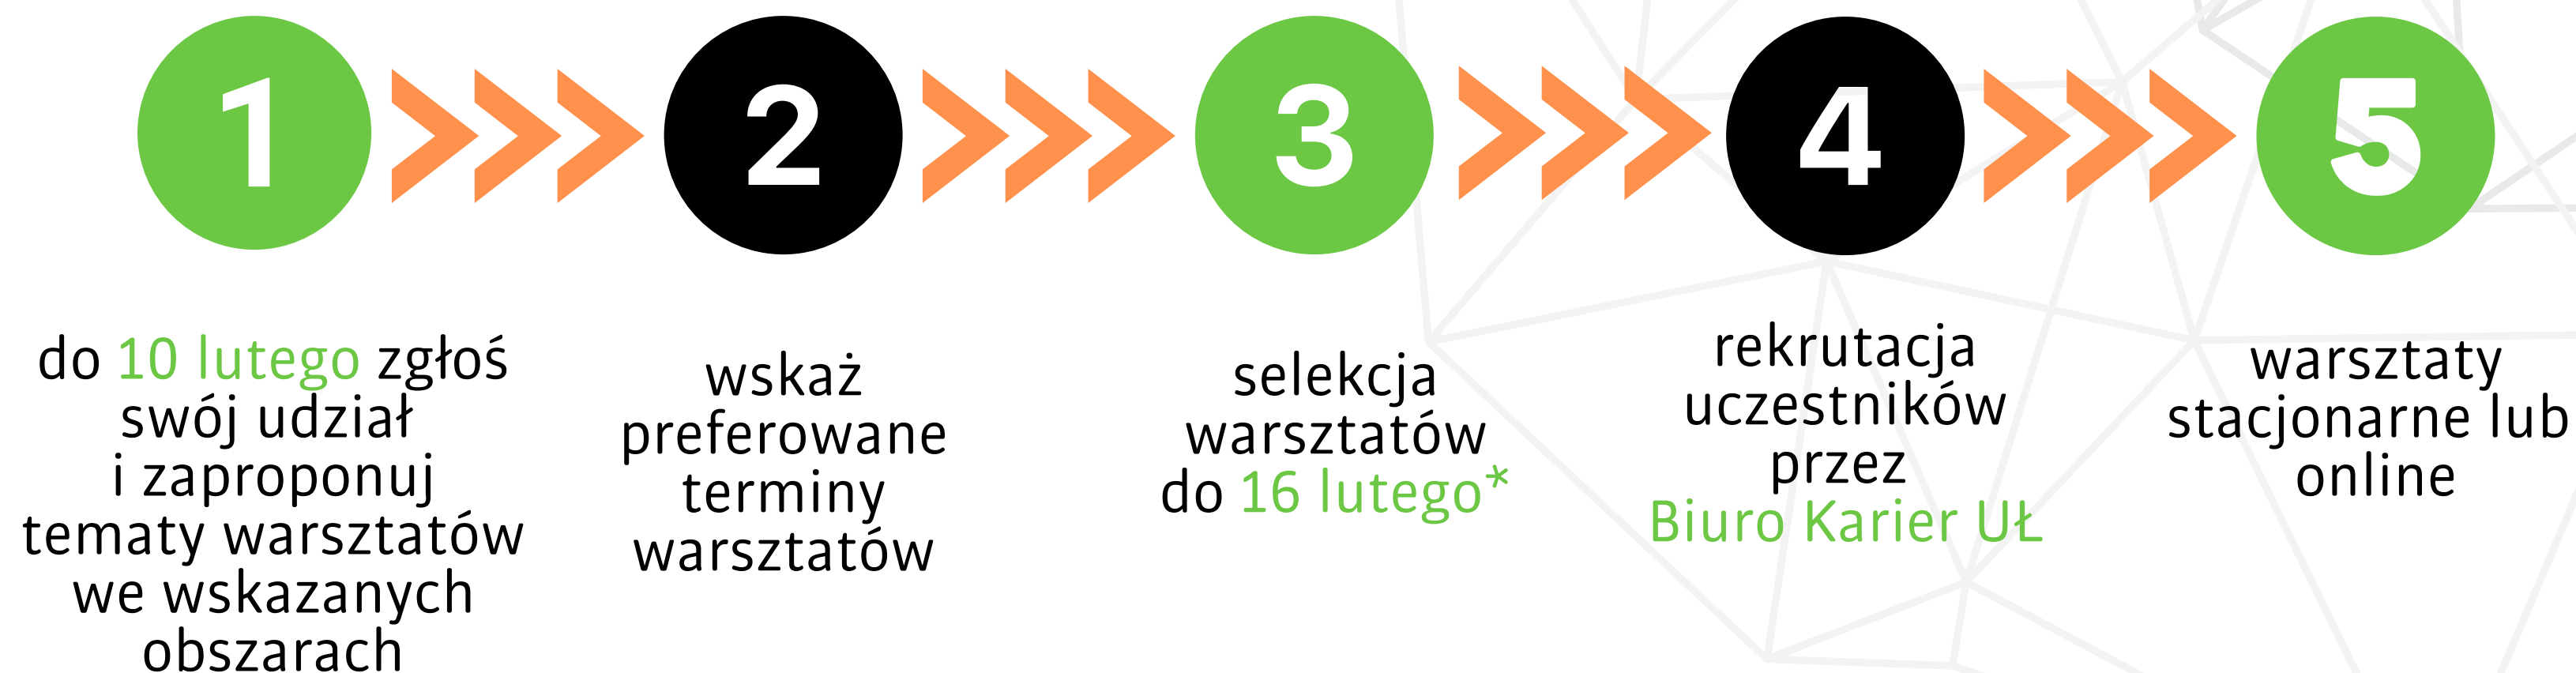 1
2
3
4
5
do 10 lutego zgłoś
swój udział
i zaproponuj
tematy warsztatów
we wskazanych
obszarach
wskaż
preferowane
terminy
warsztatów
selekcja
warsztatów
do 16 lutego*
rekrutacja
uczestników
przez
Biuro Karier UŁ
warsztaty
stacjonarne lub
online